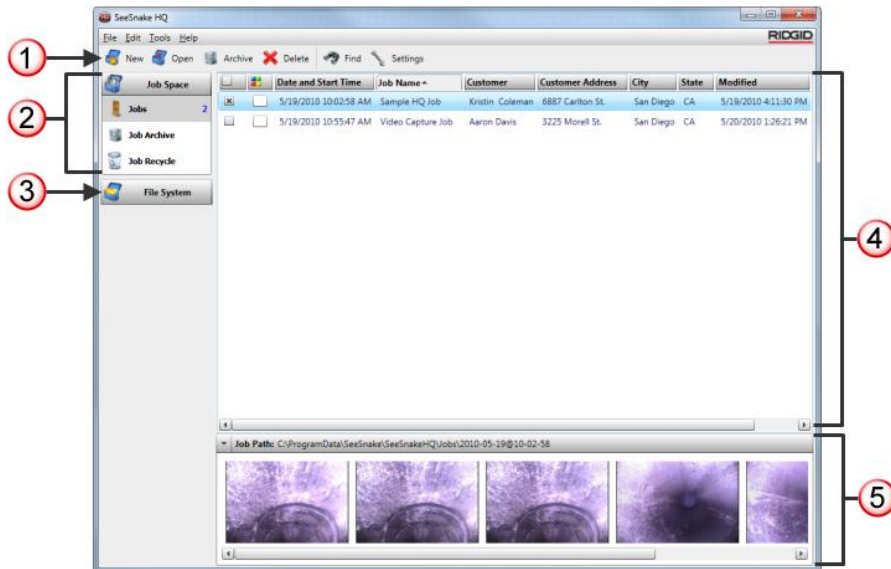 SeeSnake HQ
File Edit Tools Help
RIDGID
1
New Open Archive Delete Find Settings
2
Job Space
Jobs 2
Job Archive
Job Recycle
3
File System
Date and Start Time Job Name Customer Customer Address City State Modified
5/19/2010 10:02:58 AM Sample HQ Job Kristin Coleman 6887 Carlton St. San Diego CA 5/19/2010 4:11:30 PM
5/19/2010 10:55:47 AM Video Capture Job Aaron Davis 3225 Morell St. San Diego CA 5/20/2010 1:26:21 PM
4
Job Path: C:\ProgramData\SeeSnake\SeeSnakeHQ\Jobs\2010-05-19@10-02-58
5